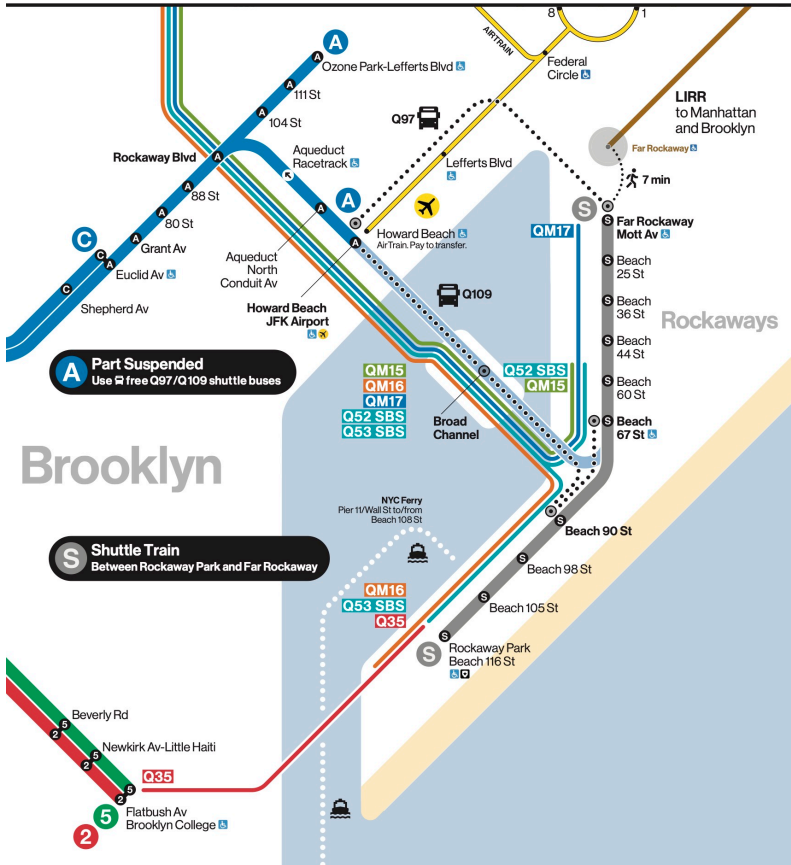 8
1
AIRTRAIN
A
Ozone Park-Lefferts Blvd
A
111 St
A
104 St
A
Federal
Circle
LIRR
to Manhattan
and Brooklyn
Q97
Far Rockaway
Rockaway Blvd
A
Aqueduct
Racetrack
Lefferts Blvd
7 min
A
88 St
A
80 St
A
Grant Av
C
C
A
Euclid Av
C
Shepherd Av
A
A
Aqueduct
North
Conduit Av
Howard Beach
AirTrain. Pay to transfer.
A
Howard Beach
JFK Airport
QM17
S
S
Far Rockaway
Mott Av
S
Beach
25 St
S
Beach
36 St
Rockaways
S
Beach
44 St
S
Beach
60 St
S
Beach
67 St
Q109
A
Part Suspended
Use free Q97/Q109 shuttle buses
QM15
QM16
QM17
Q52 SBS
Q53 SBS
Q52 SBS
QM15
Broad
Channel
Brooklyn
NYC Ferry
Pier 11/Wall St to/from
Beach 108 St
S
Beach 90 St
S
Shuttle Train
Between Rockaway Park and Far Rockaway
S
Beach 98 St
S
Beach 105 St
QM16
Q53 SBS
Q35
S
S
Rockaway Park
Beach 116 St
5
2
Beverly Rd
5
2
Newkirk Av-Little Haiti
Q35
5
2
Flatbush Av
Brooklyn College
5
2